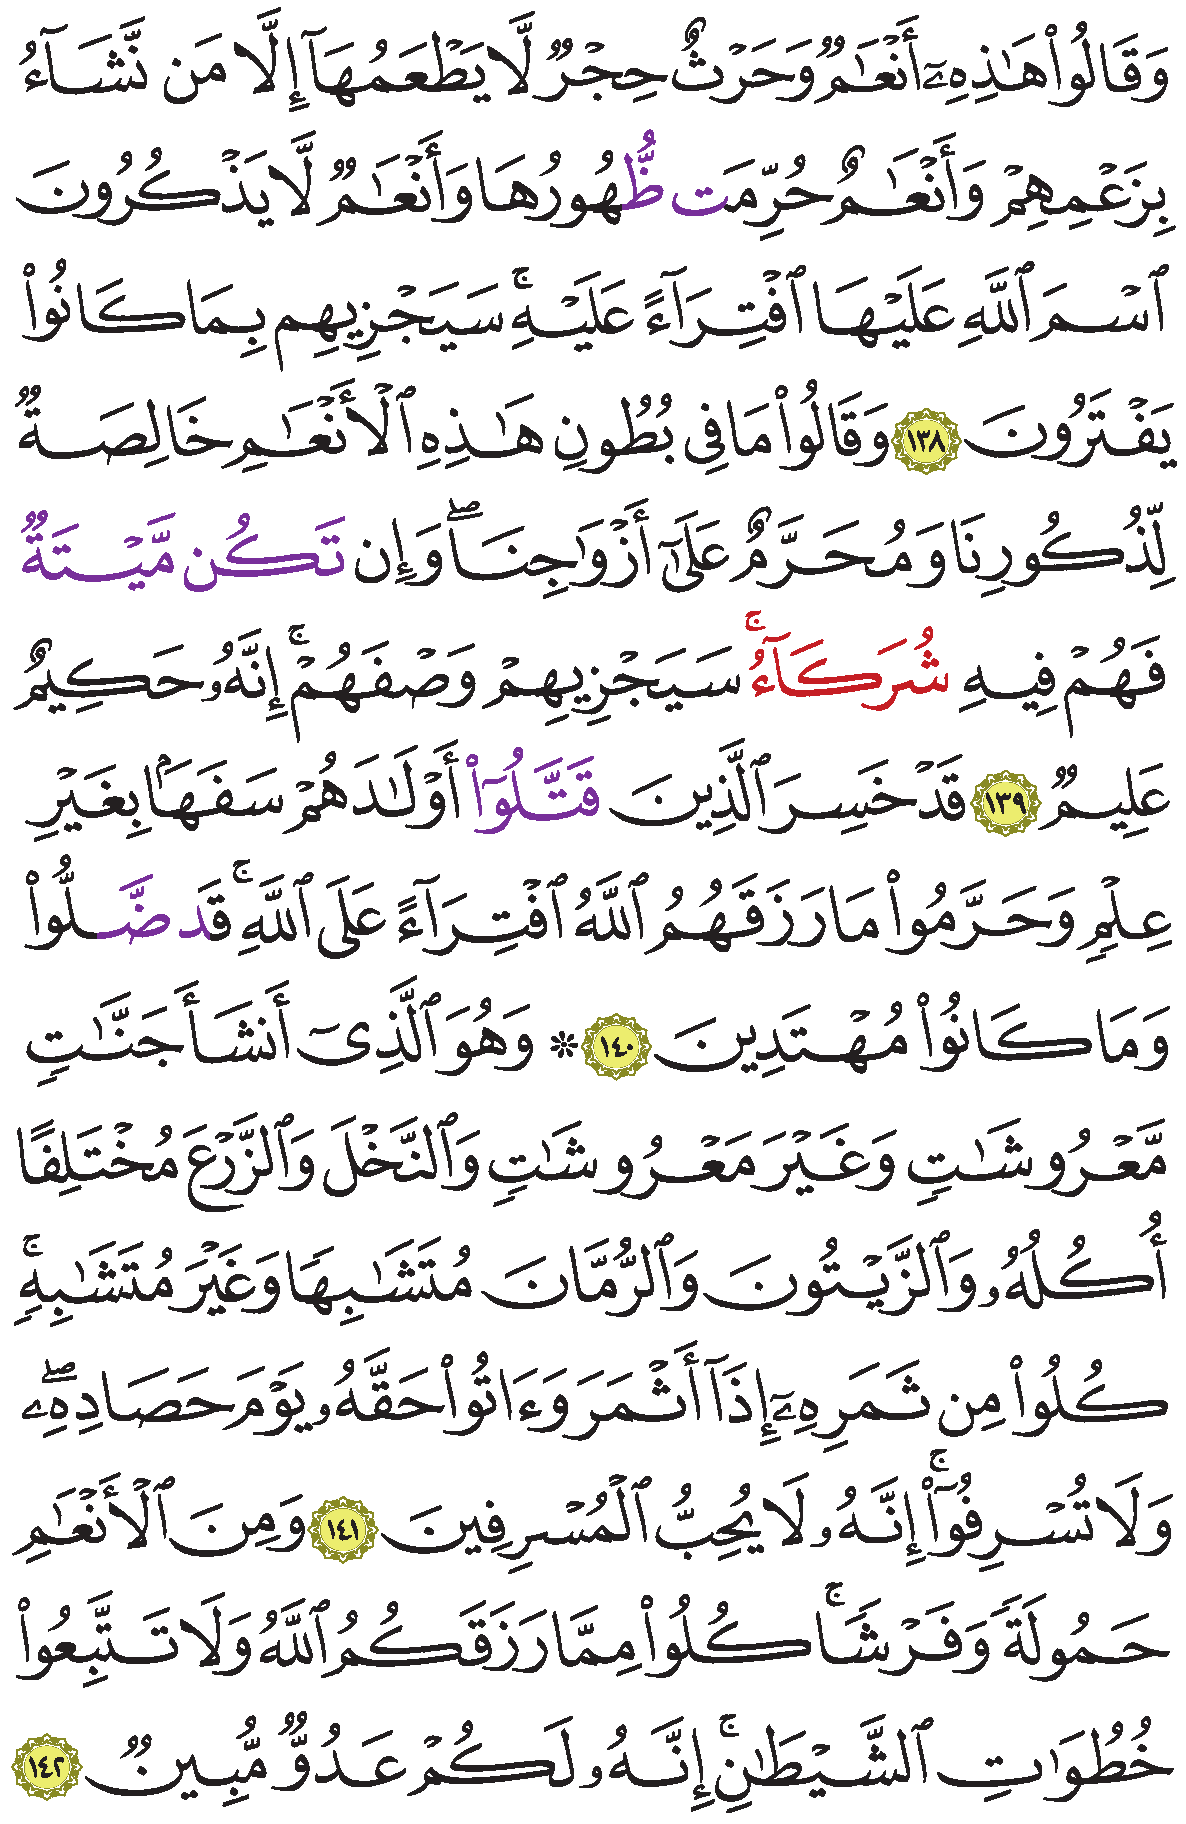 وَقَالُوا۟ هَـٰذِهِۦٓ أَنْعَـٰمٌ وَحَرْثٌ حِجْرٌ لَّا يَطْعَمُهَآ إِلَّا مَن نَّشَآءُ
بِزَعْمِهِمْ وَأَنْعَـٰمٌ حُرِّمَت ظُّهُورُهَا وَأَنْعَـٰمٌ لَّا يَذْكُرُونَ
ٱسْمَ ٱللَّهِ عَلَيْهَا ٱفْتِرَآءً عَلَيْهِ ۚ سَيَجْزِيهِم بِمَا كَانُوا۟
يَفْتَرُونَ ١٣٨ وَقَالُوا۟ مَا فِى بُطُونِ هَـٰذِهِ ٱلْأَنْعَـٰمِ خَالِصَةٌ
لِّذُكُورِنَا وَمُحَرَّمٌ عَلَىٰٓ أَزْوَٰجِنَا ۖ وَإِن تَكُن مَّيْتَةٌ
فَهُمْ فِيهِ شُرَكَآءُ ۚ سَيَجْزِيهِمْ وَصْفَهُمْ ۚ إِنَّهُۥ حَكِيمٌ
عَلِيمٌ ١٣٩ قَدْ خَسِرَ ٱلَّذِينَ قَتَّلُوٓا۟ أَوْلَـٰدَهُمْ سَفَهًۢا بِغَيْرِ
عِلْمٍ وَحَرَّمُوا۟ مَا رَزَقَهُمُ ٱللَّهُ ٱفْتِرَآءً عَلَى ٱللَّهِ ۚ قَد ضَّلُّوا۟
وَمَا كَانُوا۟ مُهْتَدِينَ ١٤٠ ۞ وَهُوَ ٱلَّذِىٓ أَنشَأَ جَنَّـٰتٍ
مَّعْرُوشَـٰتٍ وَغَيْرَ مَعْرُوشَـٰتٍ وَٱلنَّخْلَ وَٱلزَّرْعَ مُخْتَلِفًا
أُكُلُهُۥ وَٱلزَّيْتُونَ وَٱلرُّمَّانَ مُتَشَـٰبِهًا وَغَيْرَ مُتَشَـٰبِهٍ ۚ
كُلُوا۟ مِن ثَمَرِهِۦٓ إِذَآ أَثْمَرَ وَءَاتُوا۟ حَقَّهُۥ يَوْمَ حَصَادِهِۦ ۖ
وَلَا تُسْرِفُوٓا۟ ۚ إِنَّهُۥ لَا يُحِبُّ ٱلْمُسْرِفِينَ ١٤١ وَمِنَ ٱلْأَنْعَـٰمِ
حَمُولَةً وَفَرْشًا ۚ كُلُوا۟ مِمَّا رَزَقَكُمُ ٱللَّهُ وَلَا تَتَّبِعُوا۟
خُطُوَٰتِ ٱلشَّيْطَـٰنِ ۚ إِنَّهُۥ لَكُمْ عَدُوٌّ مُّبِينٌ ١٤٢